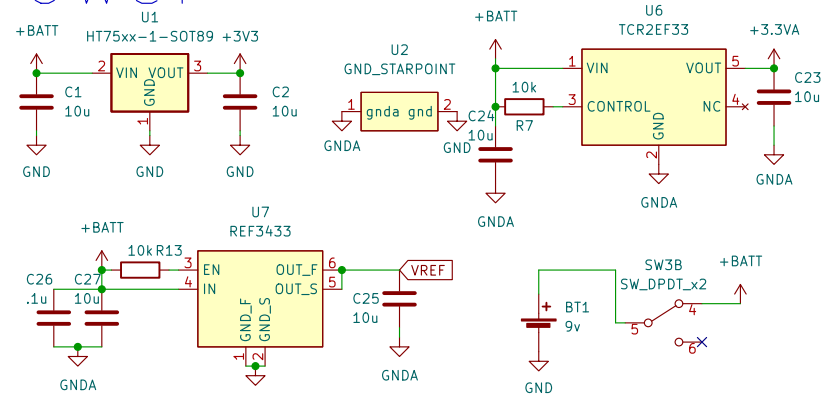 U1
HT75xx-1-SOT89
+BATT
+3V3
2 VIN VOUT 3
GND
1
C1
10u
C2
10u
GND
GND
GND
U2
GND_STARPOINT
1 gnda gnd 2
GNDA
GND
U6
TCR2EF33
+BATT
+3.3VA
1 VIN
VOUT 5
10k
R7
3 CONTROL
NC 4
GND
2
C24
10u
C23
10u
GNDA
GNDA
GNDA
U7
REF3433
+BATT
10k R13
3 EN
OUT_F 6
4 IN
OUT_S 5
GND_F
GND_S
1
2
C26
.1u
C27
10u
VREF
C25
10u
GNDA
GNDA
SW3B
SW_DPDT_x2
+BATT
BT1
9v
+
5
4
6
GND